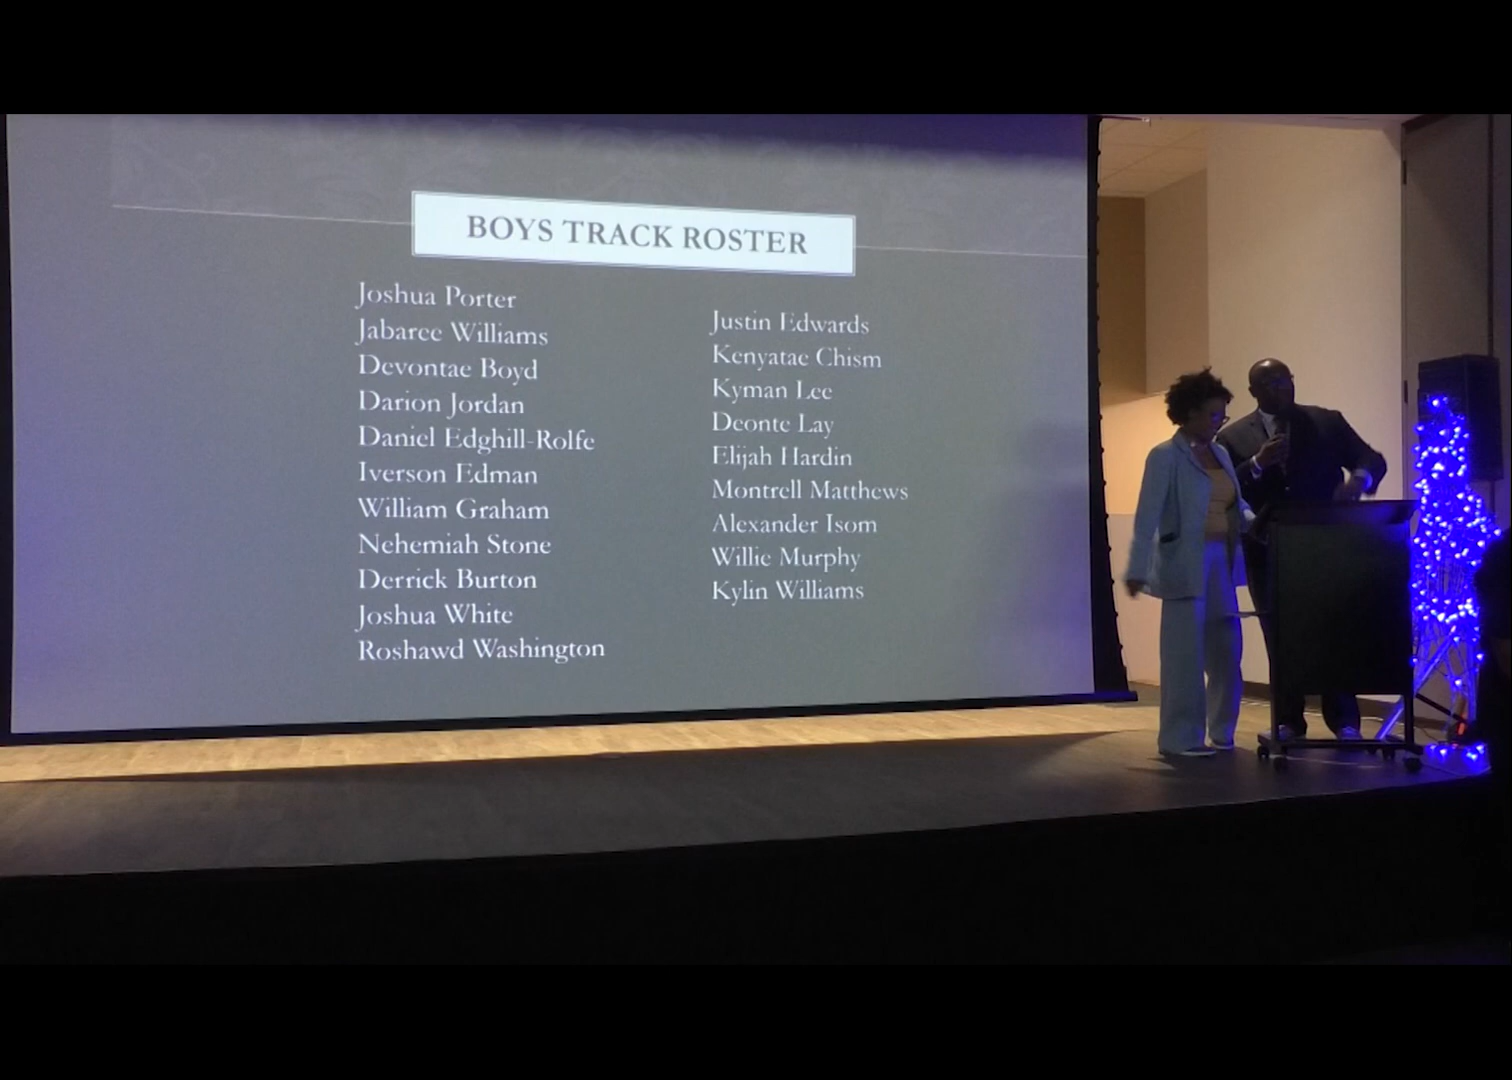 BOYS TRACK ROSTER
Joshua Porter
Jabaree Williams
Devontae Boyd
Darion Jordan
Daniel Edghill-Rolfe
Iverson Edman
William Graham
Nehemiah Stone
Derrick Burton
Joshua White
Roshawd Washington
Justin Edwards
Kenyatae Chism
Kyman Lee
Deonte Lay
Elijah Hardin
Montrell Matthews
Alexander Isom
Willie Murphy
Kylin Williams